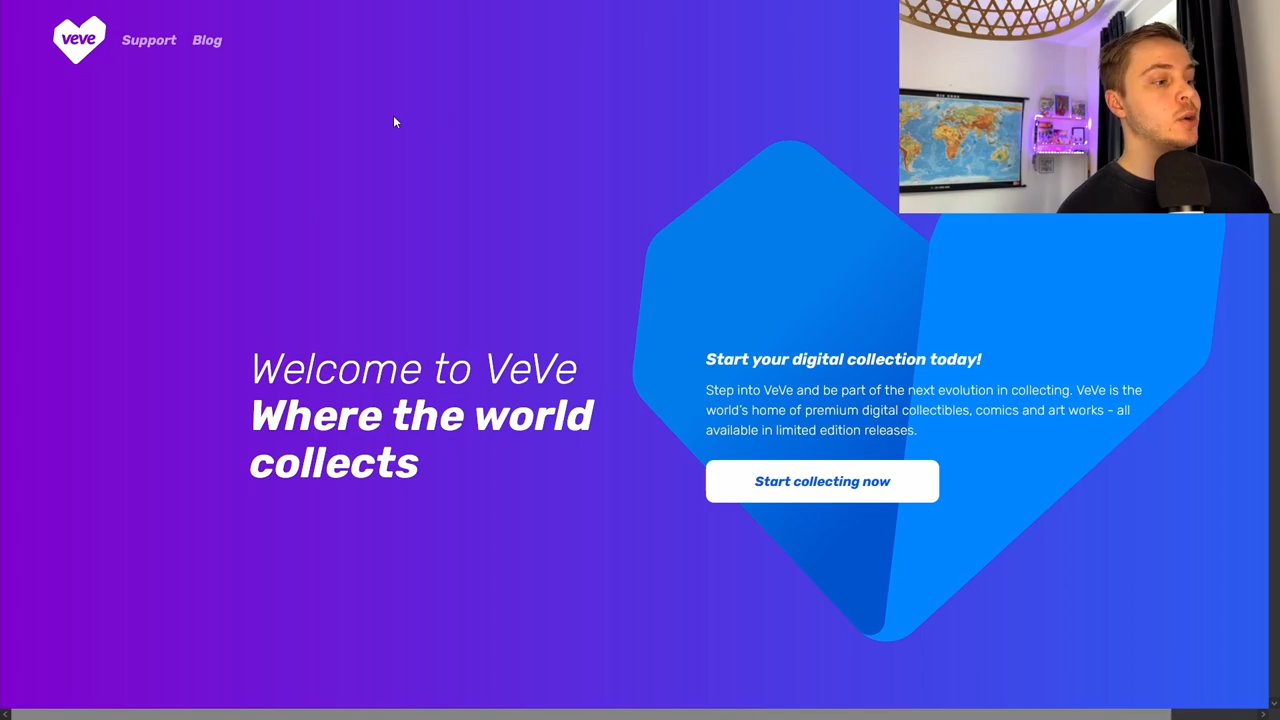 veve
Support
Blog
Welcome to VeVe
Where the world
collects
Start your digital collection today!
Step into VeVe and be part of the next evolution in collecting. VeVe is the
world's home of premium digital collectibles, comics and art works - all
available in limited edition releases.
Start collecting now